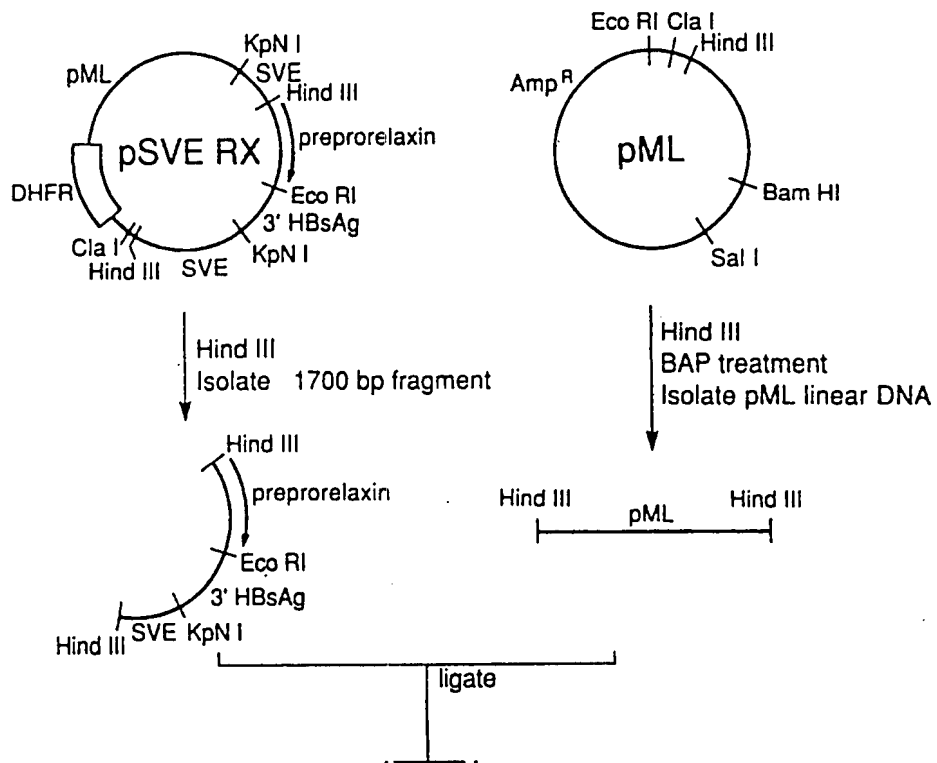 KpN I
SVE
Hind III
pML
preprorelaxin
pSVE RX
DHFR
Eco RI
3' HBsAg
KpN I
Cla I
Hind III
SVE
Eco RI
Cla I
Hind III
Amp R
pML
Bam HI
Sal I
Hind III
Isolate 1700 bp fragment
Hind III
BAP treatment
Isolate pML linear DNA
Hind III
preprorelaxin
Eco RI
3' HBsAg
KpN I
SVE
Hind III
Hind III
pML
Hind III
ligate